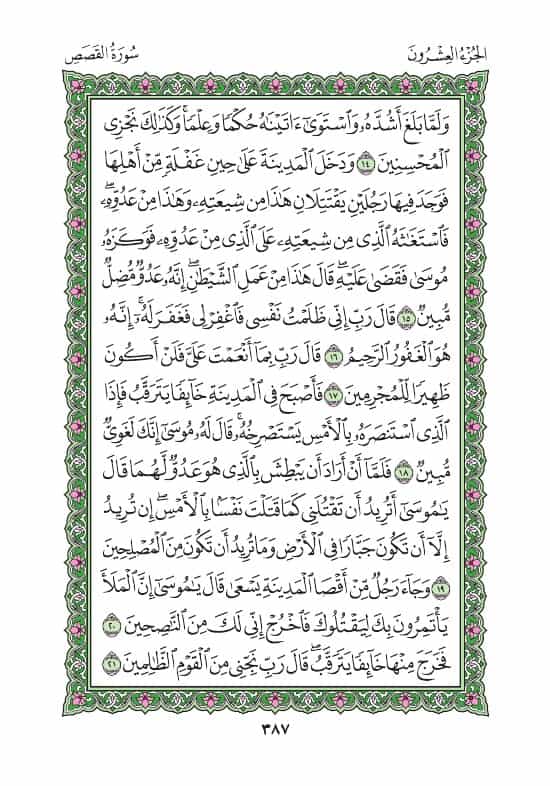 الجُزْءُ العِشْرُونَ
سُورَةُ القَصَصِ
وَلَمَّا بَلَغَ أَشُدَّهُۥ وَٱسْتَوَىٰٓ ءَاتَيْنَٰهُ حُكْمًا وَعِلْمًاۚ وَكَذَٰلِكَ نَجْزِى
ٱلْمُحْسِنِينَ ١٤ وَدَخَلَ ٱلْمَدِينَةَ عَلَىٰ حِينِ غَفْلَةٍ مِّنْ أَهْلِهَا
فَوَجَدَ فِيهَا رَجُلَيْنِ يَقْتَتِلَانِ هَٰذَا مِن شِيعَتِهِۦ وَهَٰذَا مِنْ عَدُوِّهِۦۖ
فَٱسْتَغَٰثَهُ ٱلَّذِى مِن شِيعَتِهِۦ عَلَى ٱلَّذِى مِنْ عَدُوِّهِۦ فَوَكَزَهُۥ
مُوسَىٰ فَقَضَىٰ عَلَيْهِۖ قَالَ هَٰذَا مِنْ عَمَلِ ٱلشَّيْطَٰنِۖ إِنَّهُۥ عَدُوٌّ مُّضِلٌّ
مُّبِينٌ ١٥ قَالَ رَبِّ إِنِّى ظَلَمْتُ نَفْسِى فَٱغْفِرْ لِى فَغَفَرَ لَهُۥٓۚ إِنَّهُۥ
هُوَ ٱلْغَفُورُ ٱلرَّحِيمُ ١٦ قَالَ رَبِّ بِمَآ أَنْعَمْتَ عَلَىَّ فَلَنْ أَكُونَ
ظَهِيرًا لِّلْمُجْرِمِينَ ١٧ فَأَصْبَحَ فِى ٱلْمَدِينَةِ خَآئِفًا يَتَرَقَّبُ فَإِذَا
ٱلَّذِى ٱسْتَنصَرَهُۥ بِٱلْأَمْسِ يَسْتَصْرِخُهُۥۚ قَالَ لَهُۥ مُوسَىٰٓ إِنَّكَ لَغَوِىٌّ
مُّبِينٌ ١٨ فَلَمَّآ أَنْ أَرَادَ أَن يَبْطِشَ بِٱلَّذِى هُوَ عَدُوٌّ لَّهُمَا قَالَ
يَٰمُوسَىٰٓ أَتُرِيدُ أَن تَقْتُلَنِى كَمَا قَتَلْتَ نَفْسًۢا بِٱلْأَمْسِۖ إِن تُرِيدُ
إِلَّآ أَن تَكُونَ جَبَّارًا فِى ٱلْأَرْضِ وَمَا تُرِيدُ أَن تَكُونَ مِنَ ٱلْمُصْلِحِينَ
١٩ وَجَآءَ رَجُلٌ مِّنْ أَقْصَا ٱلْمَدِينَةِ يَسْعَىٰ قَالَ يَٰمُوسَىٰٓ إِنَّ ٱلْمَلَأَ
يَأْتَمِرُونَ بِكَ لِيَقْتُلُوكَ فَٱخْرُجْ إِنِّى لَكَ مِنَ ٱلنَّٰصِحِينَ ٢٠
فَخَرَجَ مِنْهَا خَآئِفًا يَتَرَقَّبُۖ قَالَ رَبِّ نَجِّنِى مِنَ ٱلْقَوْمِ ٱلظَّٰلِمِينَ ٢١
٣٨٧